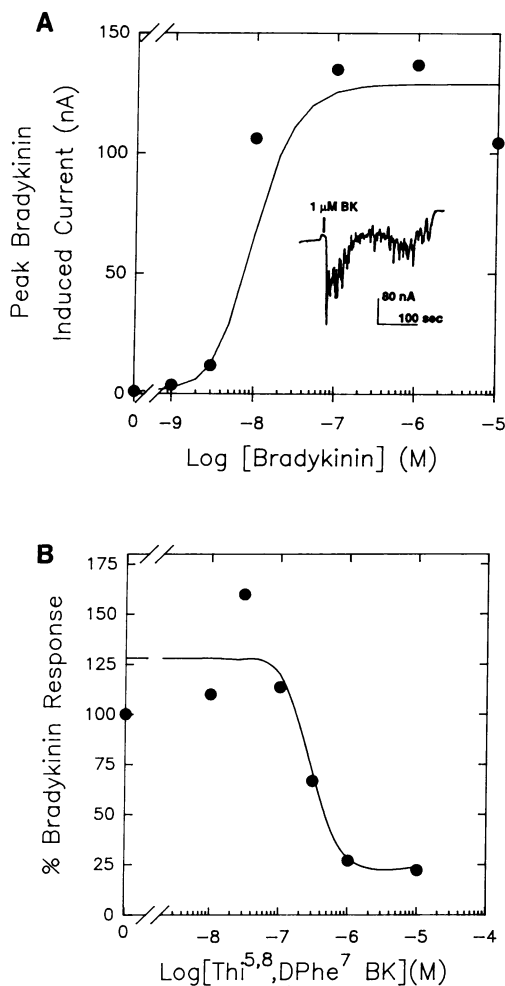 A
150
100
50
0
Peak Bradykinin
Induced Current (nA)
1 μM BK
80 nA
100 sec
0 -9 -8 -7 -6 -5
Log [Bradykinin] (M)
B
175
150
125
100
75
50
25
0
% Bradykinin Response
0 -8 -7 -6 -5 -4
Log[Thi5,8,DPhe7 BK](M)